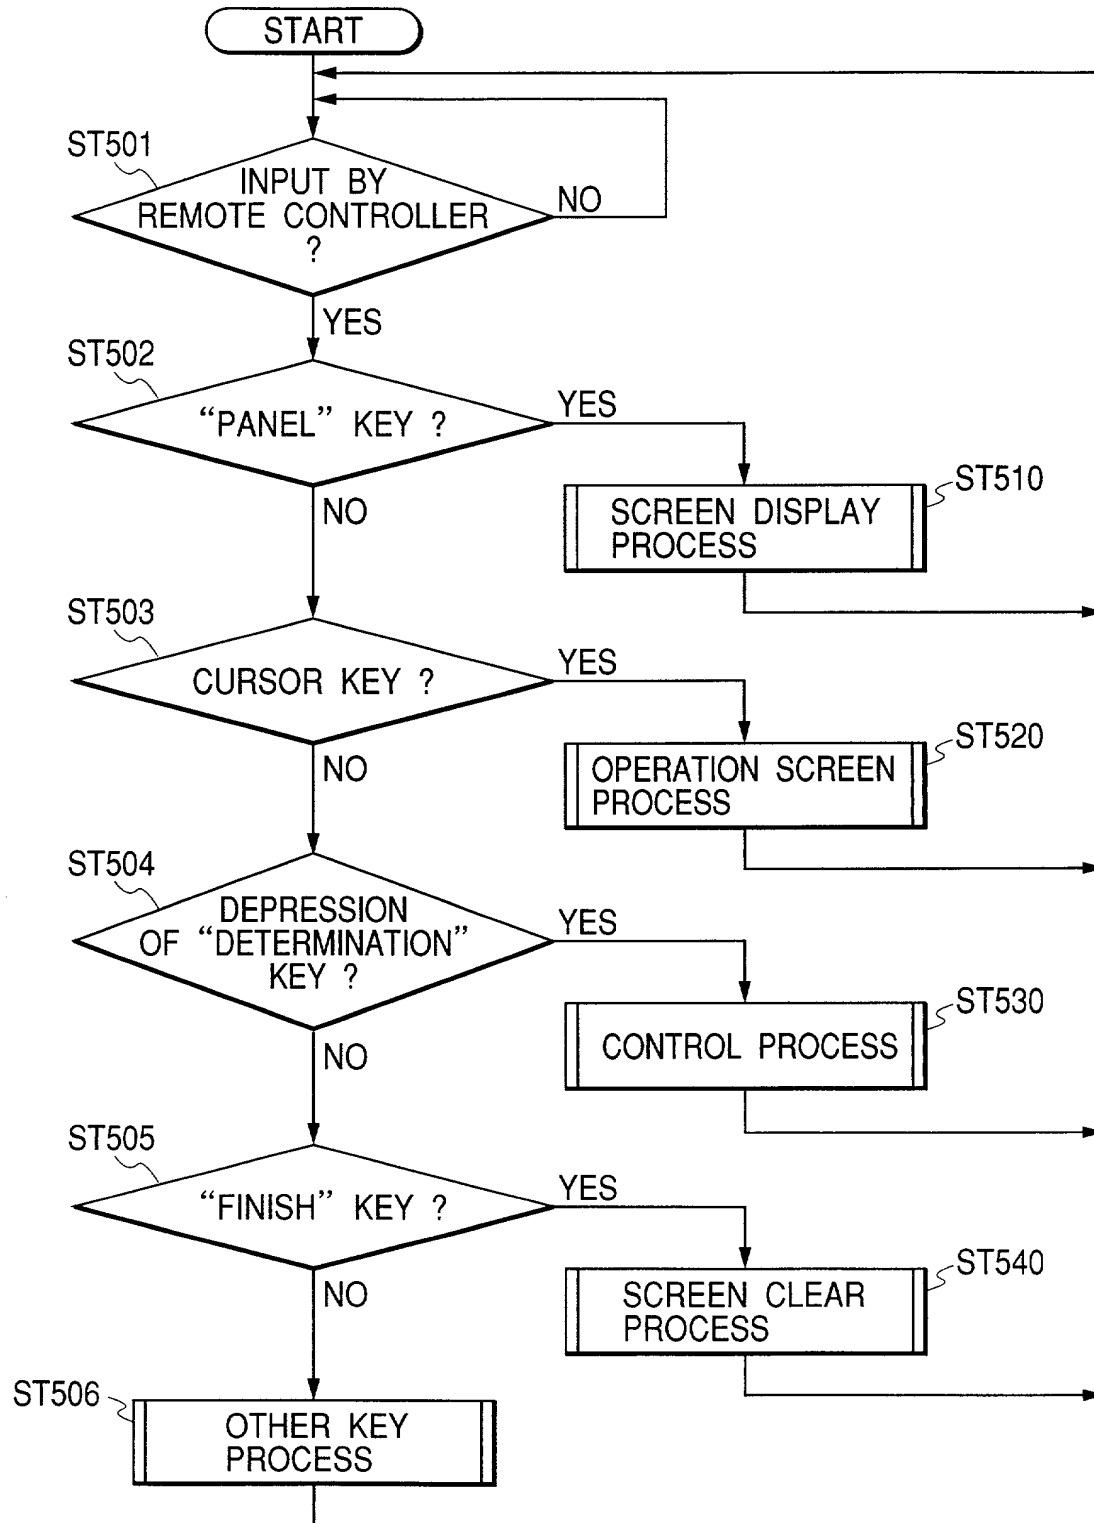 START
ST501
INPUT BY
REMOTE CONTROLLER
?
NO
YES
ST502
“PANEL” KEY ?
YES
NO
ST510
SCREEN DISPLAY
PROCESS
ST503
CURSOR KEY ?
YES
NO
ST520
OPERATION SCREEN
PROCESS
ST504
DEPRESSION
OF “DETERMINATION”
KEY ?
YES
NO
ST530
CONTROL PROCESS
ST505
“FINISH” KEY ?
YES
NO
ST540
SCREEN CLEAR
PROCESS
ST506
OTHER KEY
PROCESS